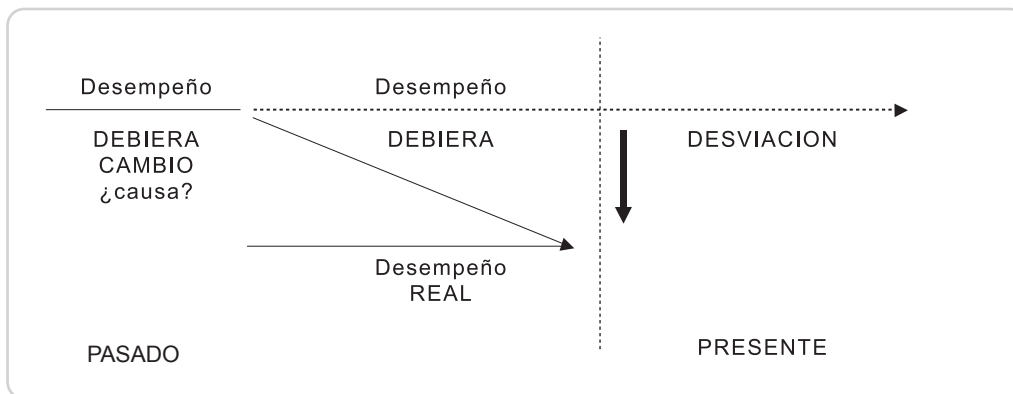 Desempeño
Desempeño
DEBIERA
CAMBIO
¿causa?
DEBIERA
DESVIACION
Desempeño
REAL
PASADO
PRESENTE